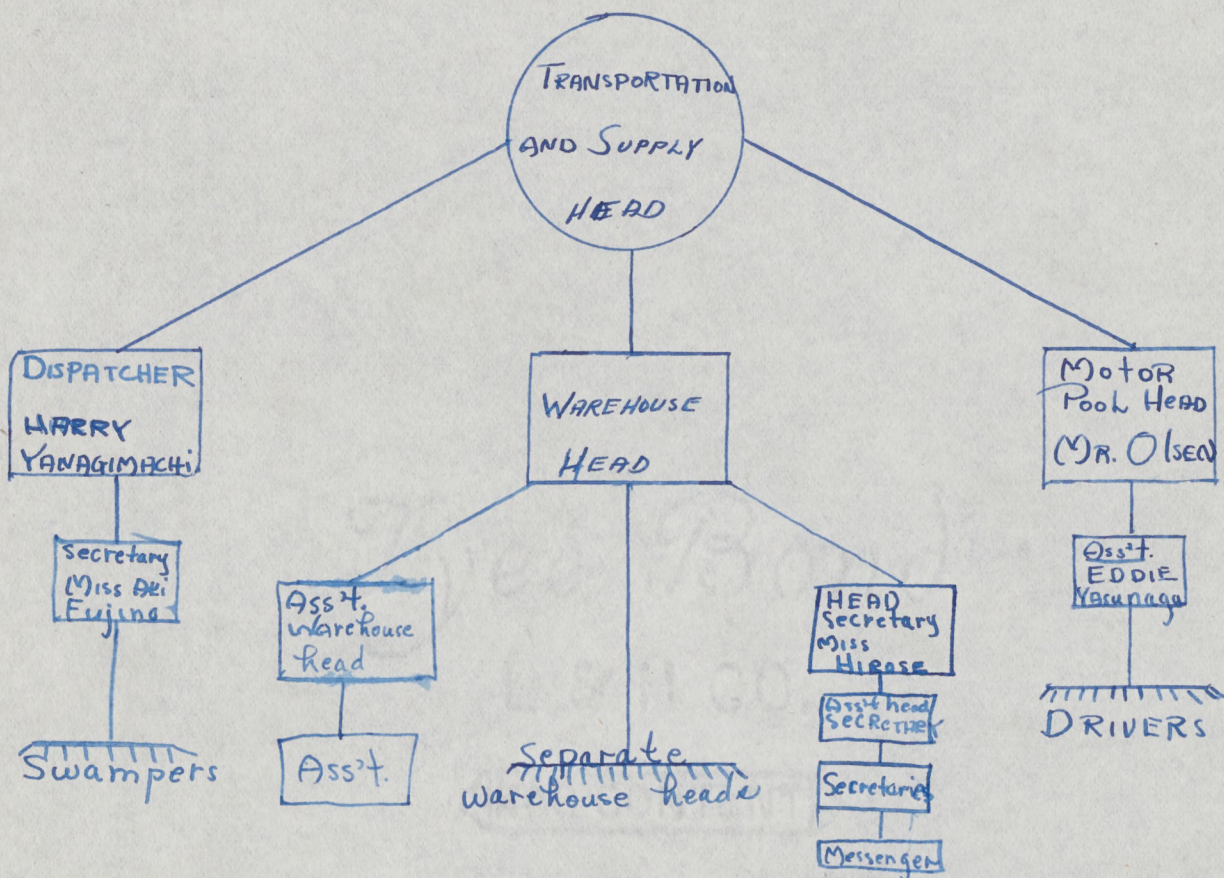 TRANSPORTATION
AND SUPPLY
HEAD
DISPATCHER
HARRY
YANAGIMACHI
WAREHOUSE
HEAD
MOTOR
POOL HEAD
MR. OLSEN
Secretary
Miss Aki
Fujino
Ass't.
Warehouse
head
HEAD
Secretary
MISS
HIROSE
Ass't.
EDDIE
Yasunaga
Swampers
Ass't.
Separate
warehouse heads
Ass't head
SECRETARY
Secretaries
Messenger
DRIVERS